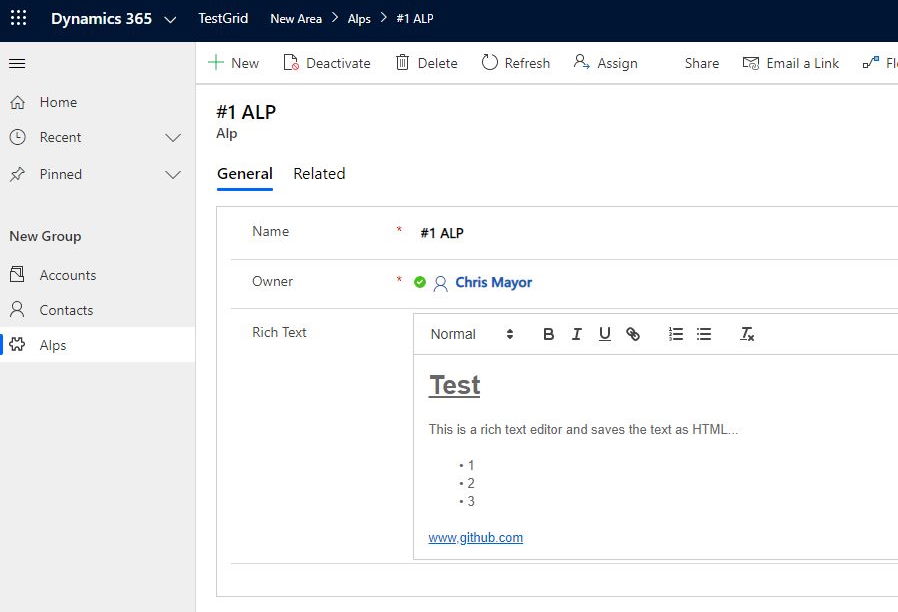 Dynamics 365 TestGrid New Area > Alps > #1 ALP
New Deactivate Delete Refresh Assign Share Email a Link
Home
Recent
Pinned
New Group
Accounts
Contacts
Alps
#1 ALP
Alp
General Related
Name * #1 ALP
Owner * Chris Mayor
Rich Text Normal B I U
Test
This is a rich text editor and saves the text as HTML...
• 1
• 2
• 3
www.github.com